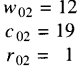 w₀₂ = 12
c₀₂ = 19
r₀₂ = 1